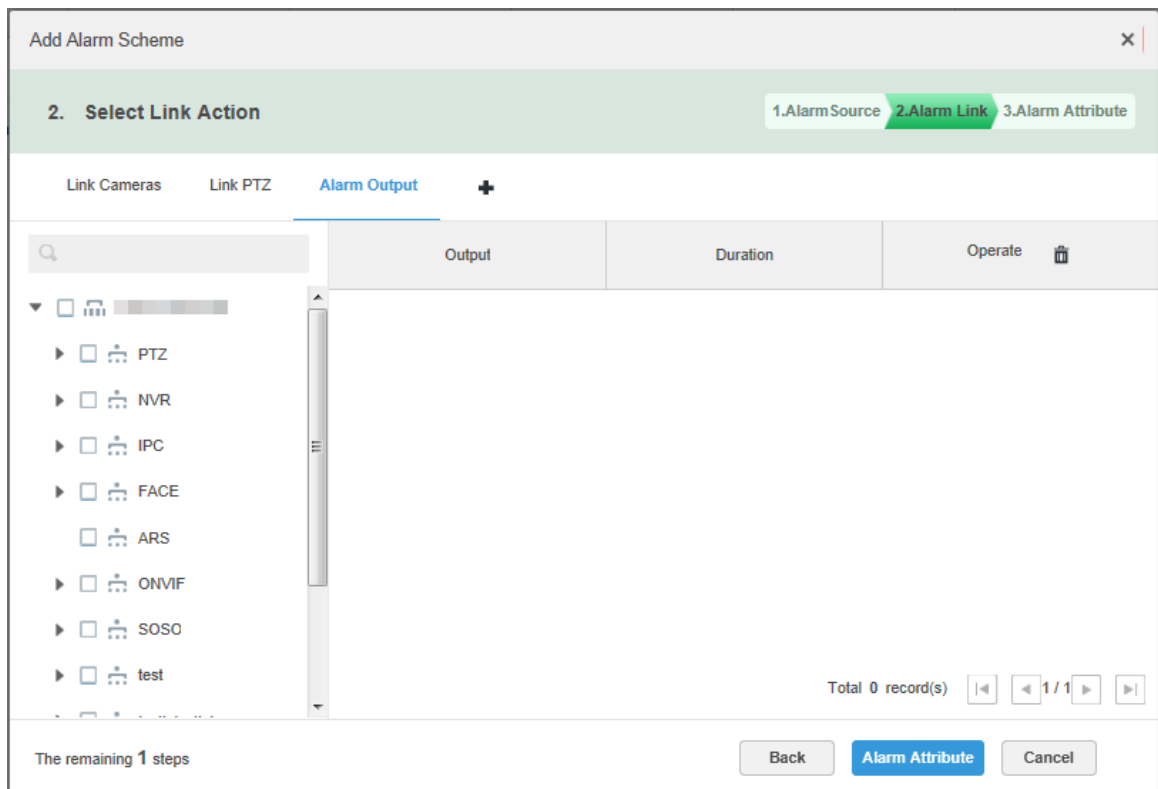 Add Alarm Scheme
2. Select Link Action
1.AlarmSource 2.Alarm Link 3.Alarm Attribute
Link Cameras Link PTZ Alarm Output
Output Duration Operate
PTZ
NVR
IPC
FACE
ARS
ONVIF
SOSO
test
Total 0 record(s) 1 / 1
The remaining 1 steps
Back Alarm Attribute Cancel